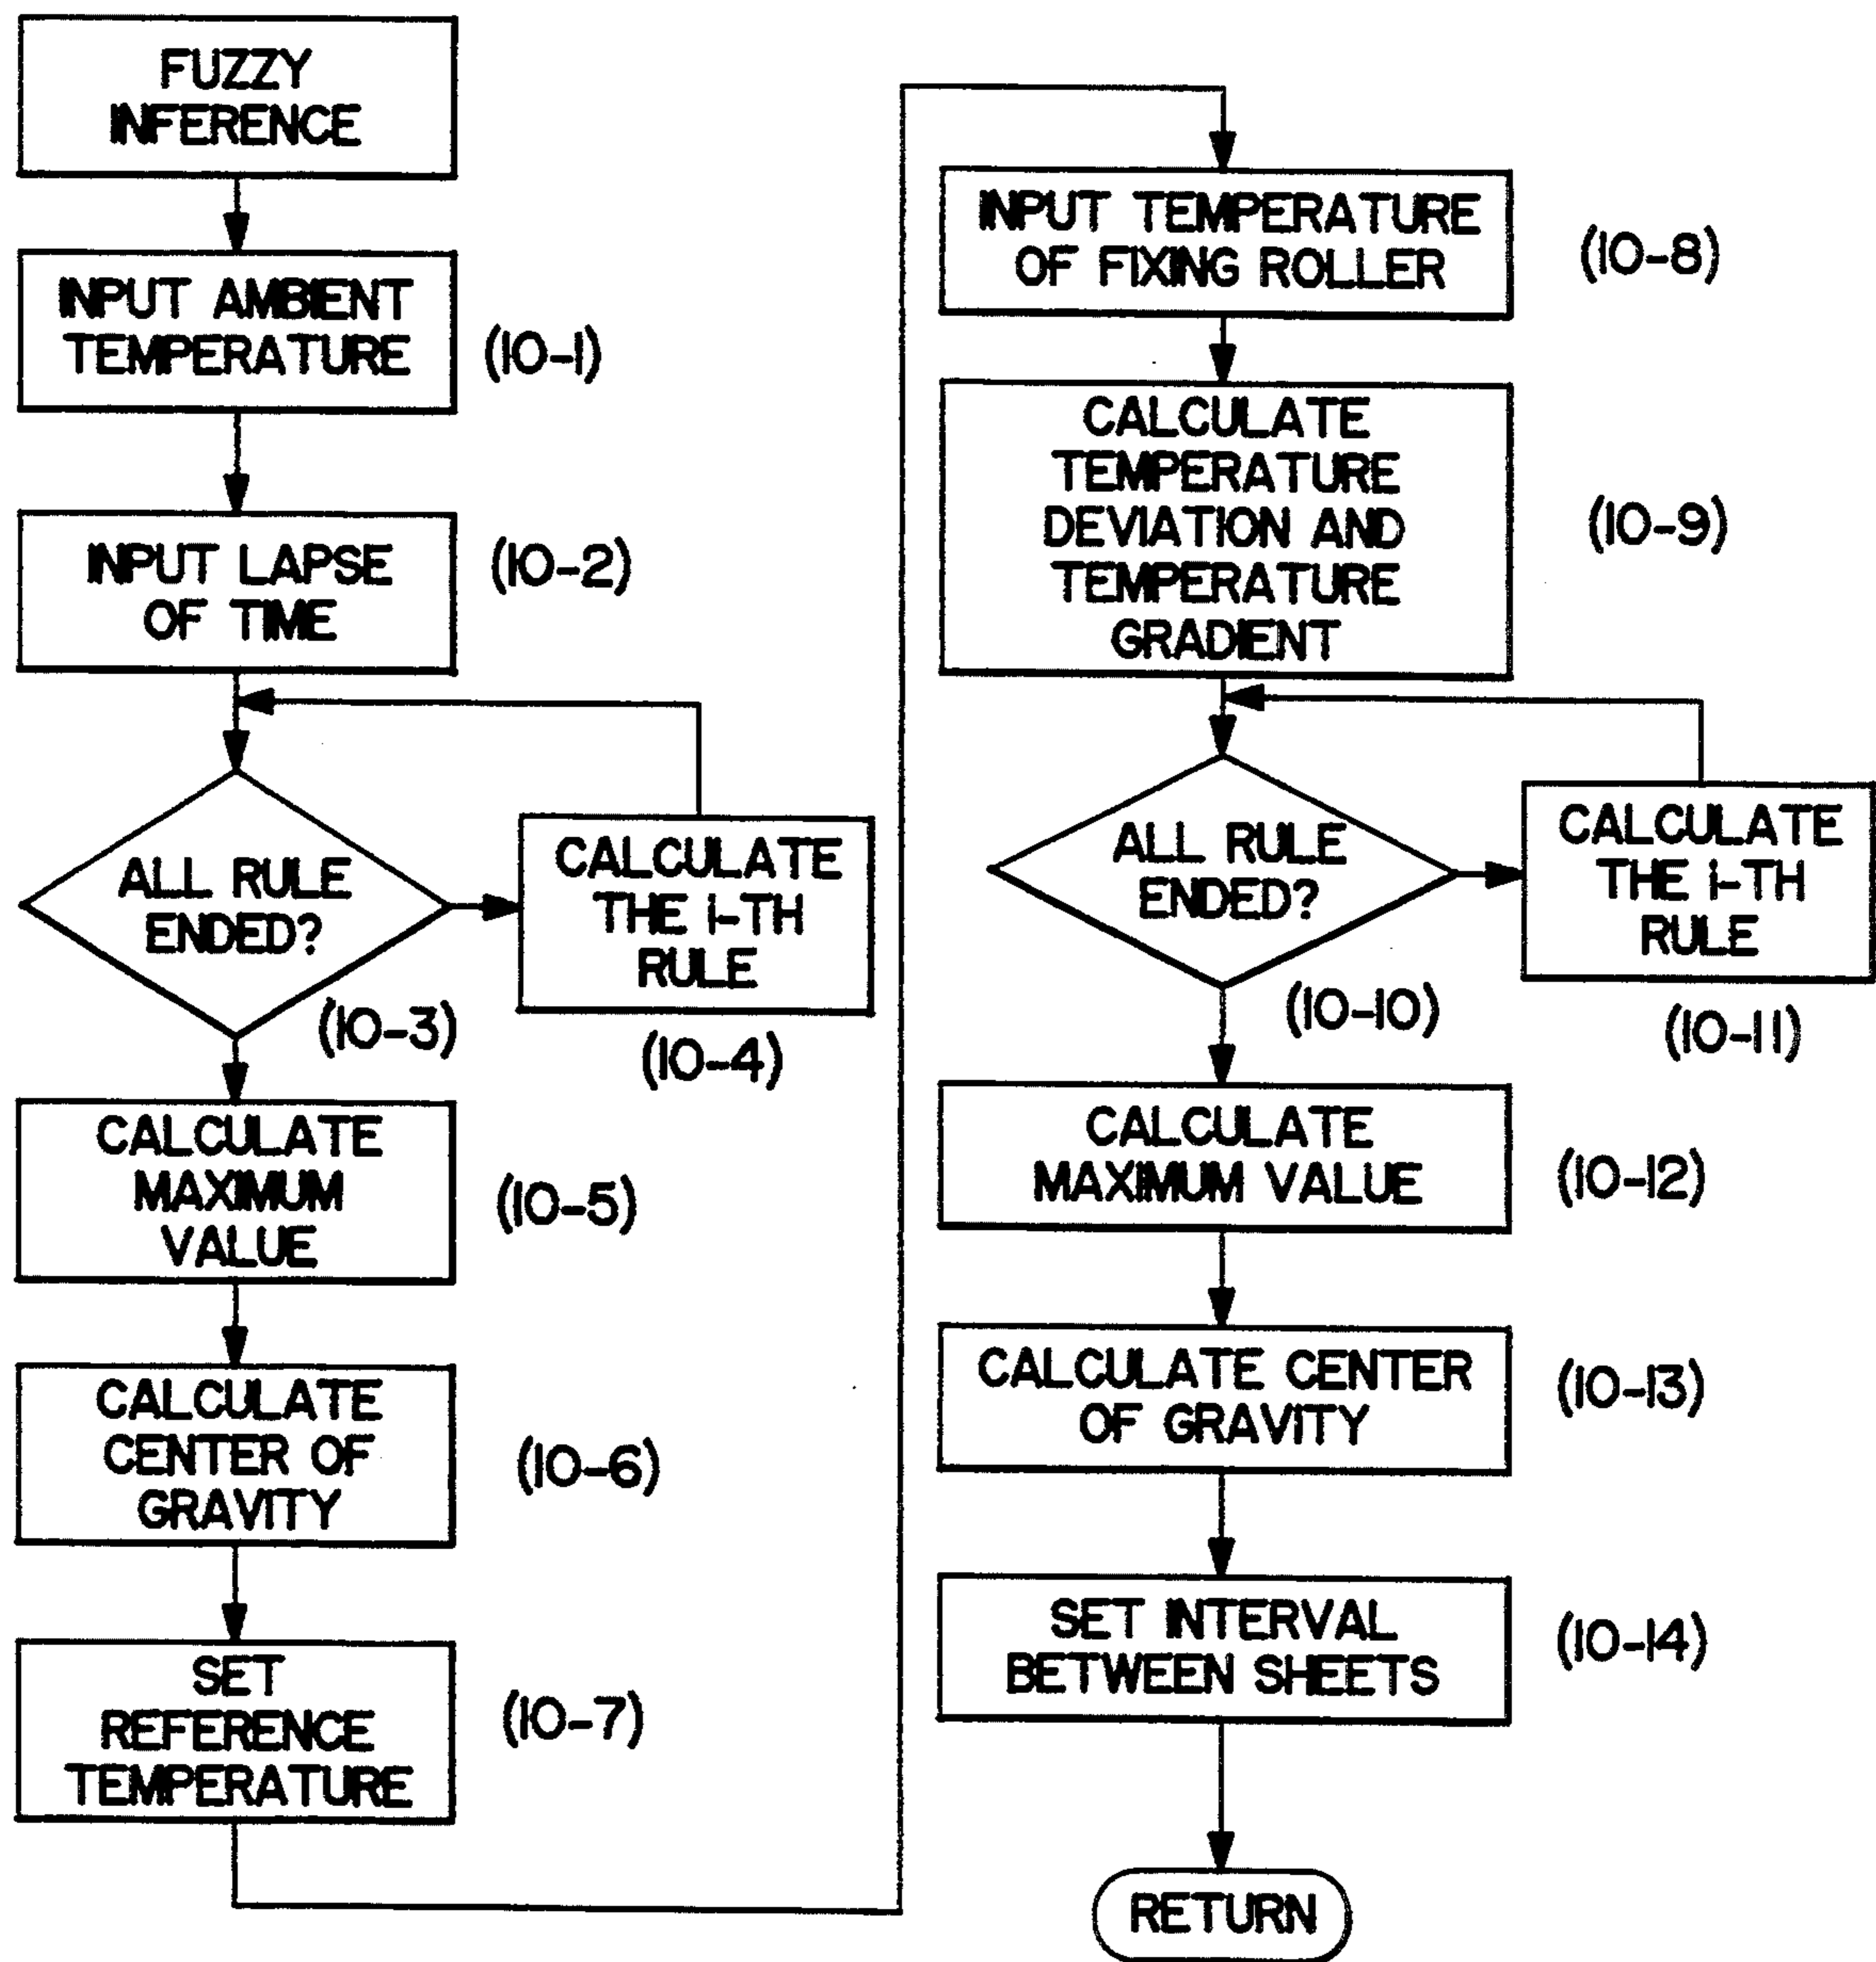 FUZZY
INFERENCE
INPUT AMBIENT
TEMPERATURE
(10-1)
INPUT LAPSE
OF TIME
(10-2)
ALL RULE
ENDED?
(10-3)
CALCULATE
THE i-TH
RULE
(10-4)
CALCULATE
MAXIMUM
VALUE
(10-5)
CALCULATE
CENTER OF
GRAVITY
(10-6)
SET
REFERENCE
TEMPERATURE
(10-7)
INPUT TEMPERATURE
OF FIXING ROLLER
(10-8)
CALCULATE
TEMPERATURE
DEVIATION AND
TEMPERATURE
GRADIENT
(10-9)
ALL RULE
ENDED?
(10-10)
CALCULATE
THE i-TH
RULE
(10-11)
CALCULATE
MAXIMUM VALUE
(10-12)
CALCULATE CENTER
OF GRAVITY
(10-13)
SET INTERVAL
BETWEEN SHEETS
(10-14)
RETURN